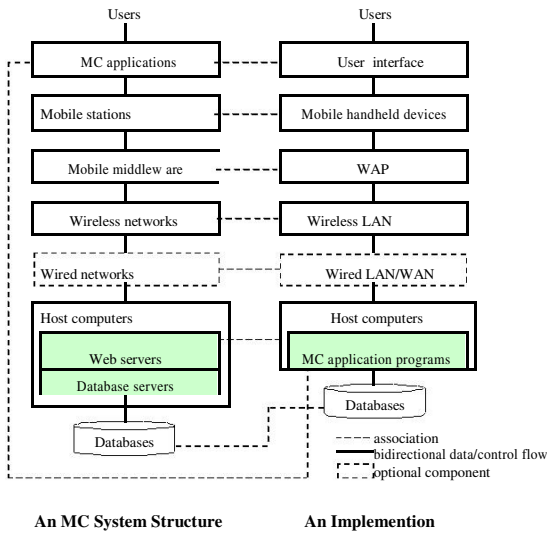 Users
MC applications
Mobile stations
Mobile middlew are
Wireless networks
Wired networks
Host computers
Web servers
Database servers
Databases
Users
User interface
Mobile handheld devices
WAP
Wireless LAN
Wired LAN/WAN
Host computers
MC application programs
Databases
association
bidirectional data/control flow
optional component
An MC System Structure
An Implemention